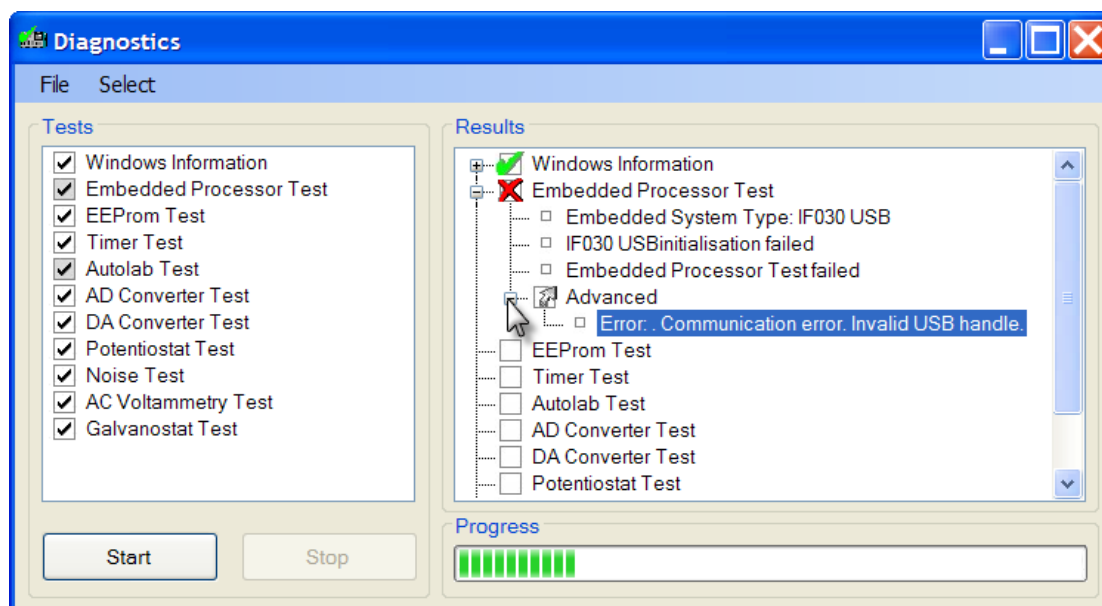 Diagnostics
File Select
Tests
Windows Information
Embedded Processor Test
EEProm Test
Timer Test
Autolab Test
AD Converter Test
DA Converter Test
Potentiostat Test
Noise Test
AC Voltammetry Test
Galvanostat Test
Start
Stop
Results
Windows Information
Embedded Processor Test
Embedded System Type: IF030 USB
IF030 USBinitialisation failed
Embedded Processor Test failed
Advanced
Error: . Communication error. Invalid USB handle.
EEProm Test
Timer Test
Autolab Test
AD Converter Test
DA Converter Test
Potentiostat Test
Progress